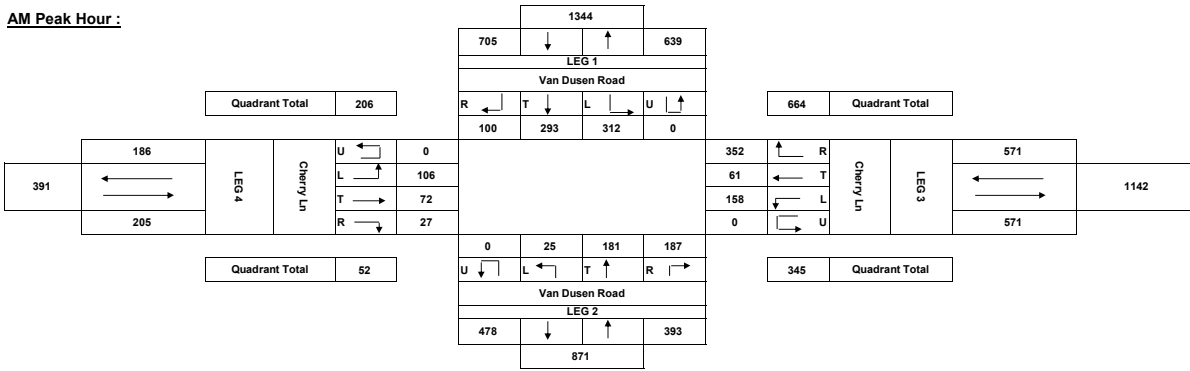 AM Peak Hour :
1344
705 639
LEG 1
Van Dusen Road
Quadrant Total 206
R T L U
664 Quadrant Total
100 293 312 0
186
U 0
352 R
571
391
LEG 4
Cherry Ln
L 106
61 T
Cherry Ln
LEG 3
1142
T 72
158 L
205
R 27
0 U
571
0 25 181 187
Quadrant Total 52
U L T R
345 Quadrant Total
Van Dusen Road
LEG 2
478 393
871